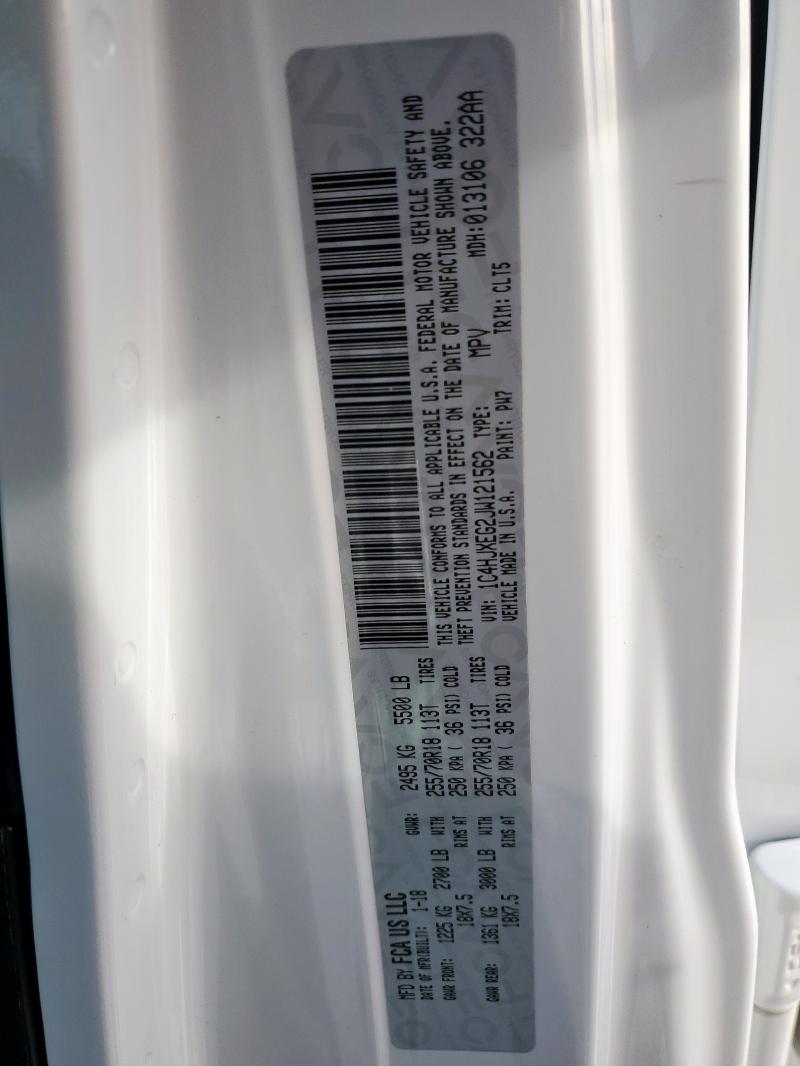 MFD BY FCA US LLC
DATE OF MFR(BUILT): 1-18 GVWR: 2495 KG 5500 LB
GAWR FRONT: 1225 KG 2700 LB WITH 255/70R18 113T TIRES
18X7.5 RIMS AT 250 KPA ( 36 PSI) COLD
GAWR REAR: 1361 KG 3000 LB WITH 255/70R18 113T TIRES
18X7.5 RIMS AT 250 KPA ( 36 PSI) COLD
THIS VEHICLE CONFORMS TO ALL APPLICABLE U.S.A. FEDERAL MOTOR VEHICLE SAFETY AND
THEFT PREVENTION STANDARDS IN EFFECT ON THE DATE OF MANUFACTURE SHOWN ABOVE.
VIN: 1C4HJXEG2JW121562 TYPE: MPV MDH:013106 322AA
VEHICLE MADE IN U.S.A. PAINT: PW7 TRIM: CLT5